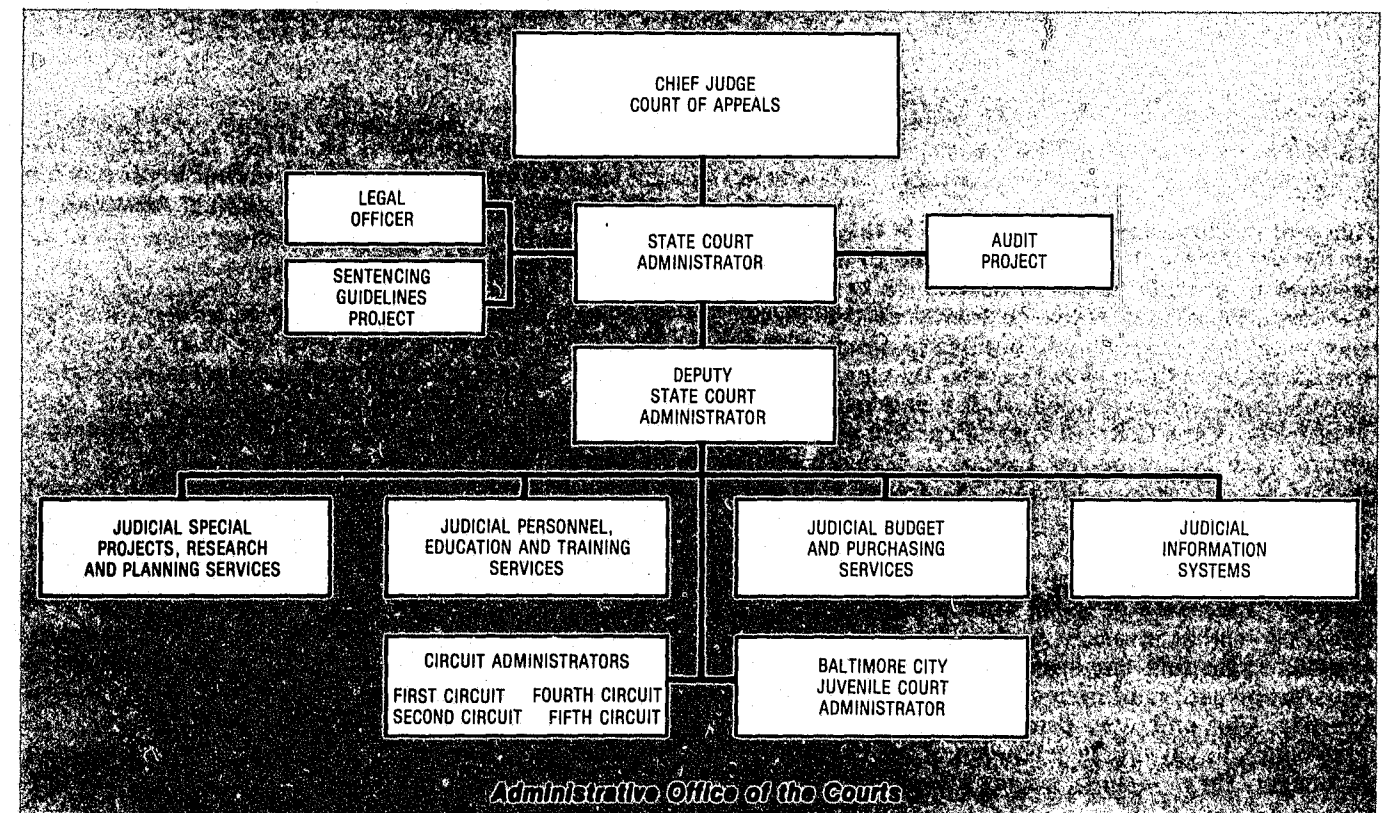 CHIEF JUDGE
COURT OF APPEALS
LEGAL
OFFICER
STATE COURT
ADMINISTRATOR
AUDIT
PROJECT
SENTENCING
GUIDELINES
PROJECT
DEPUTY
STATE COURT
ADMINISTRATOR
JUDICIAL SPECIAL
PROJECTS, RESEARCH
AND PLANNING SERVICES
JUDICIAL PERSONNEL,
EDUCATION AND TRAINING
SERVICES
JUDICIAL BUDGET
AND PURCHASING
SERVICES
JUDICIAL
INFORMATION
SYSTEMS
CIRCUIT ADMINISTRATORS
FIRST CIRCUIT FOURTH CIRCUIT
SECOND CIRCUIT FIFTH CIRCUIT
BALTIMORE CITY
JUVENILE COURT
ADMINISTRATOR
Administrative Office of the Courts